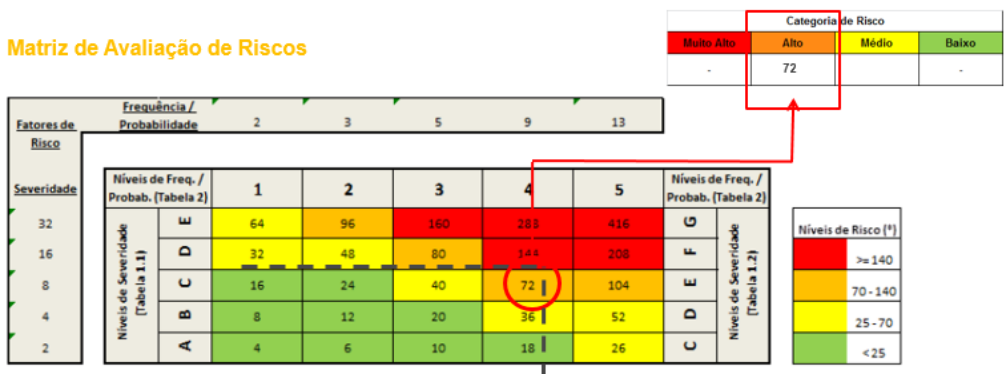 Matriz de Avaliação de Riscos
Categoria de Risco
Muito Alto Alto Médio Baixo
- 72 -
Fatores de Risco
Frequência / Probabilidade 2 3 5 9 13
Severidade
Níveis de Freq. / Probab. (Tabela 2) 1 2 3 4 5 Níveis de Freq. / Probab. (Tabela 2)
Níveis de Severidade (Tabela 1.1)
32 E 64 96 160 288 416 G
16 D 32 48 80 144 208 F
8 C 16 24 40 72 104 E
4 B 8 12 20 36 52 D
2 A 4 6 10 18 26 C
Níveis de Severidade (Tabela 1.2)
Níveis de Risco (*)
>= 140
70 - 140
25 - 70
< 25